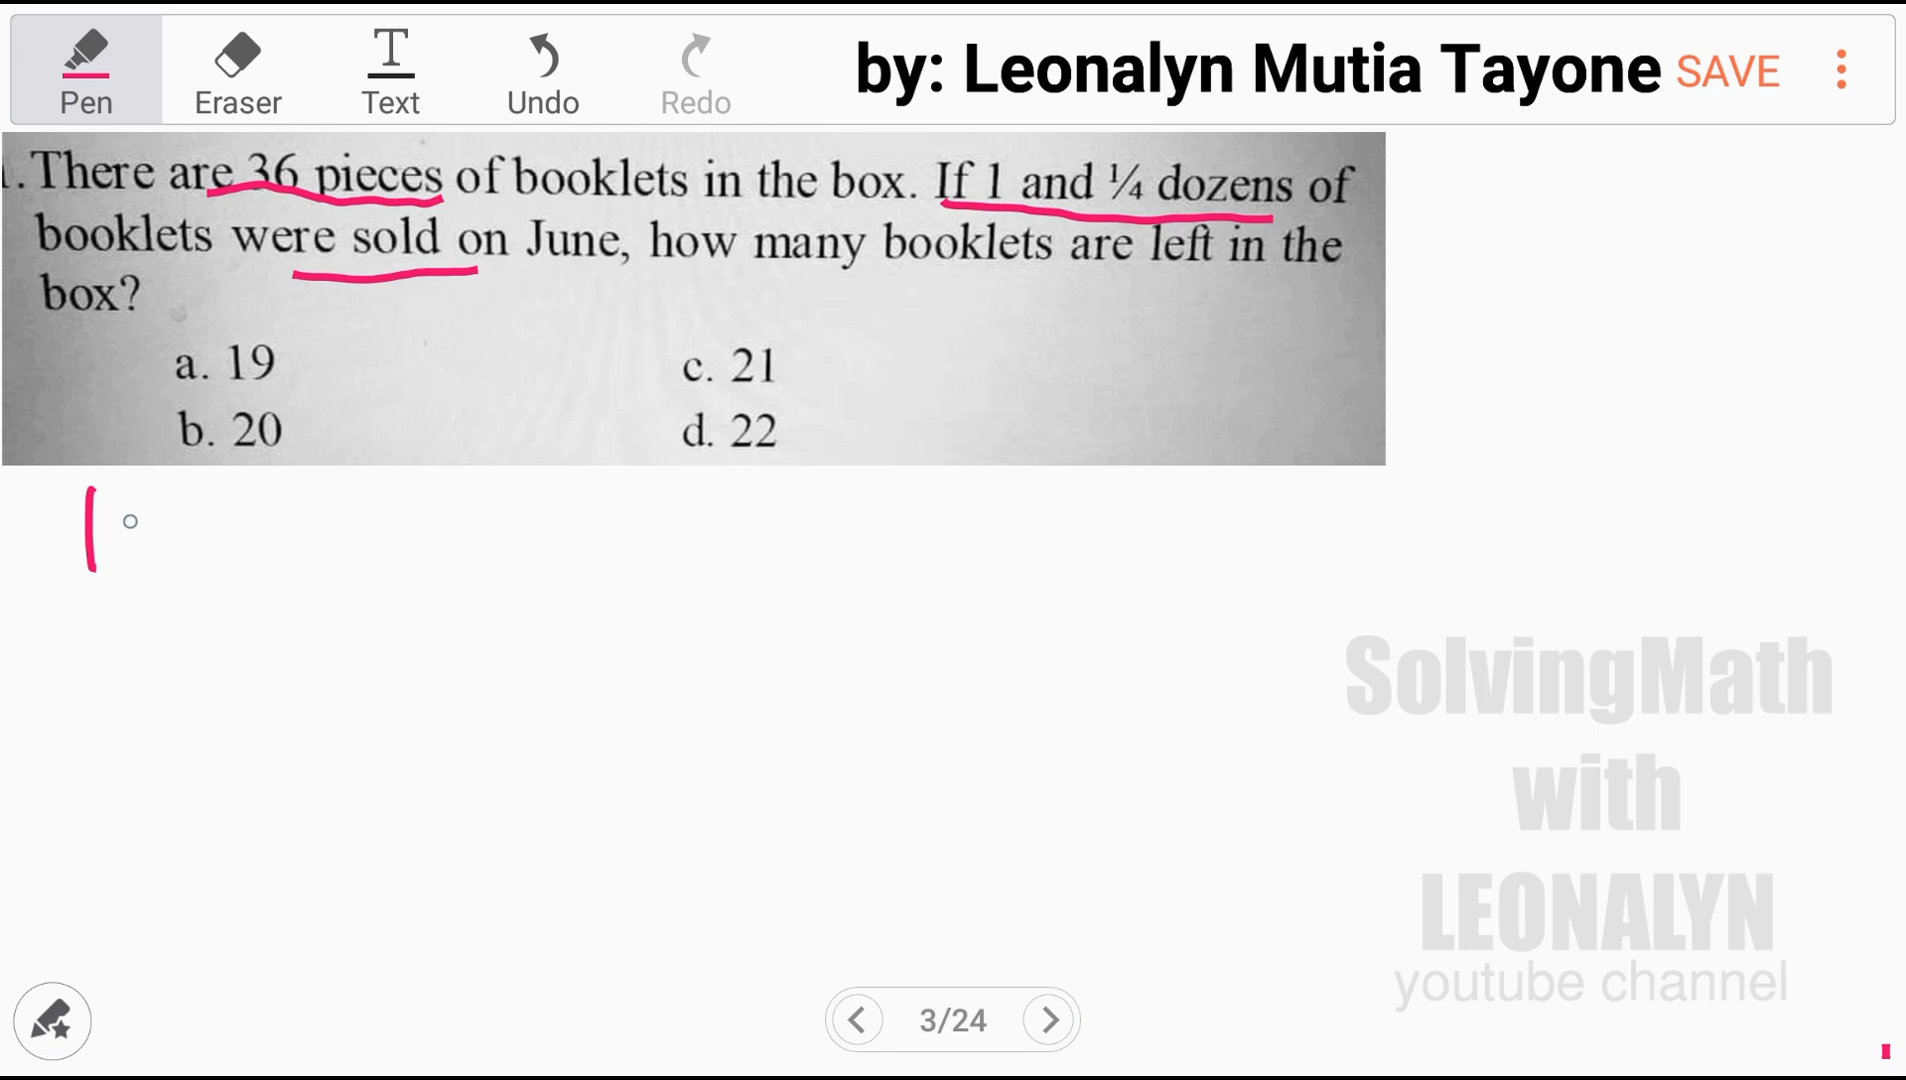 Pen Eraser Text Undo Redo by: Leonalyn Mutia Tayone SAVE
1. There are 36 pieces of booklets in the box. If 1 and ¼ dozens of
booklets were sold on June, how many booklets are left in the
box?
a. 19 c. 21
b. 20 d. 22
1
SolvingMath
with
LEONALYN
youtube channel
3/24